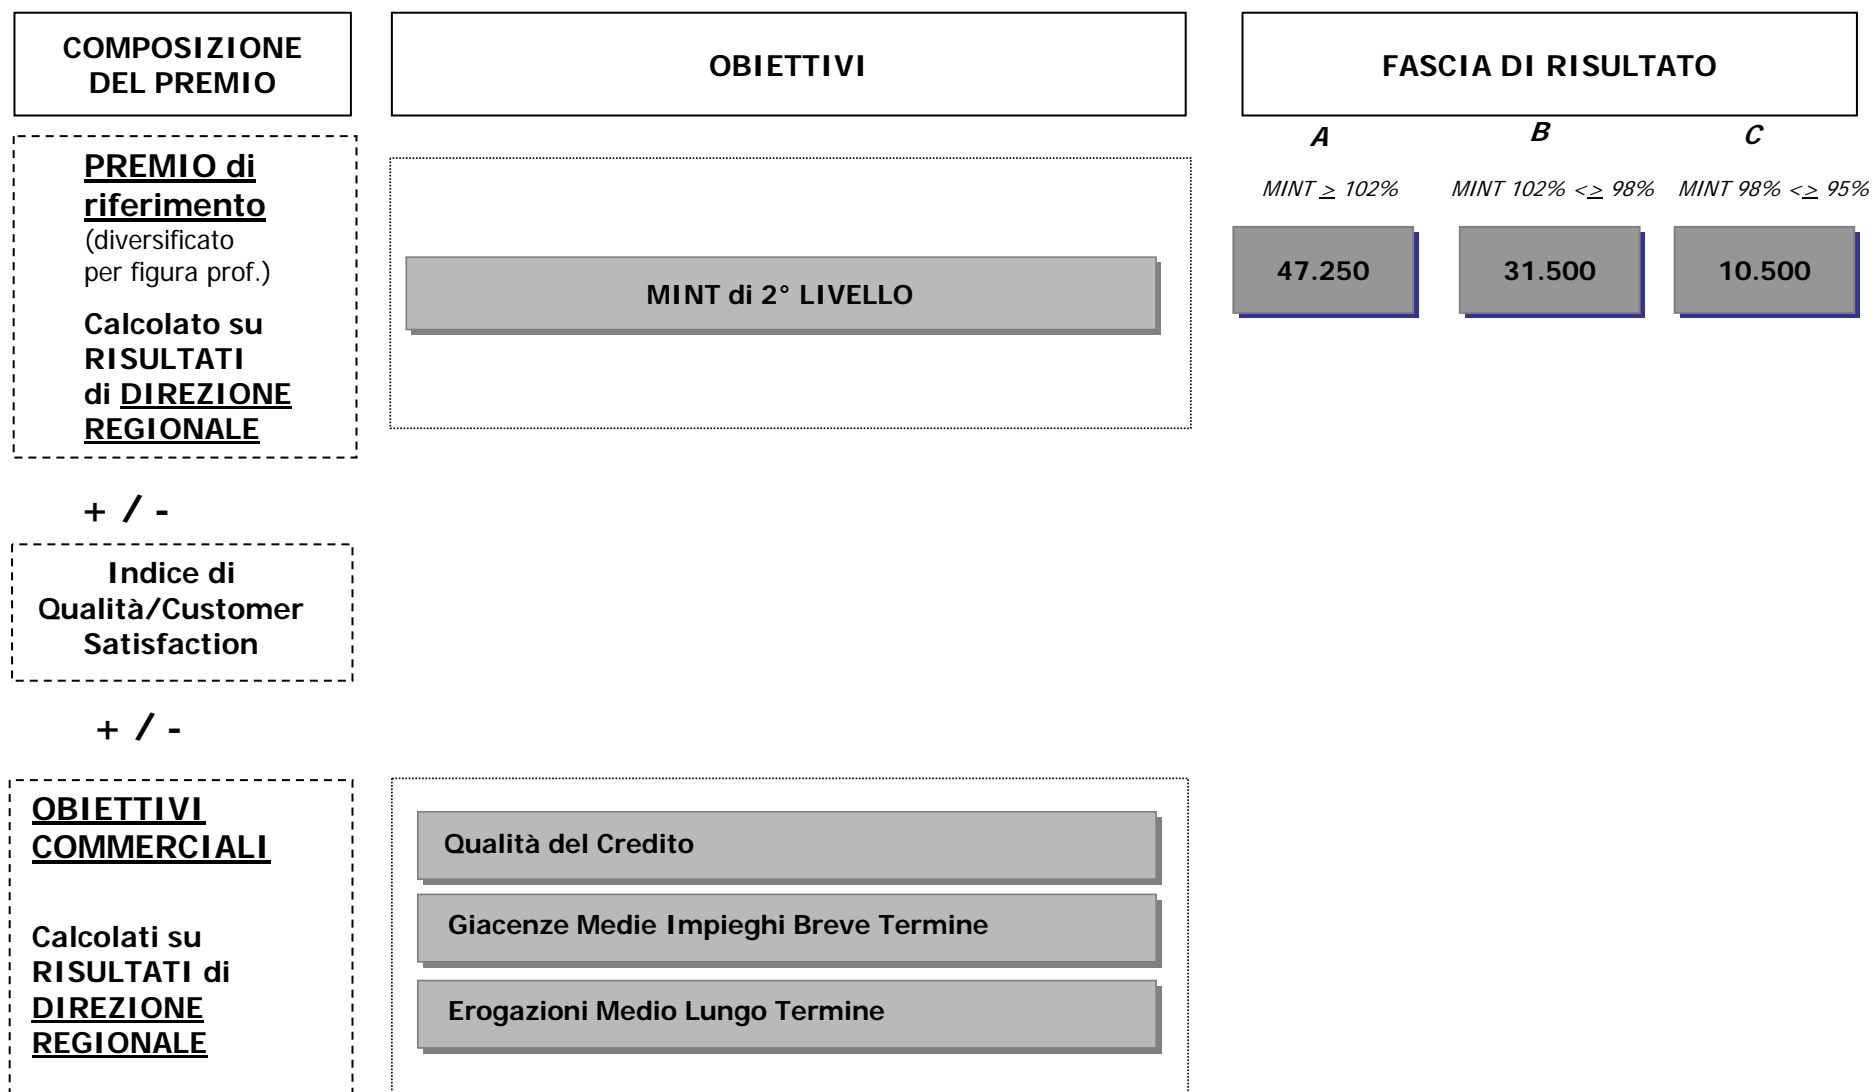 COMPOSIZIONE
DEL PREMIO
OBIETTIVI
FASCIA DI RISULTATO
A
B
C
PREMIO di
riferimento
(diversificato
per figura prof.)
Calcolato su
RISULTATI
di DIREZIONE
REGIONALE
MINT ≥ 102%
MINT 102% <≥ 98%
MINT 98% <≥ 95%
MINT di 2° LIVELLO
47.250
31.500
10.500
+ / -
Indice di
Qualità/Customer
Satisfaction
+ / -
OBIETTIVI
COMMERCIALI
Calcolati su
RISULTATI di
DIREZIONE
REGIONALE
Qualità del Credito
Giacenze Medie Impieghi Breve Termine
Erogazioni Medio Lungo Termine